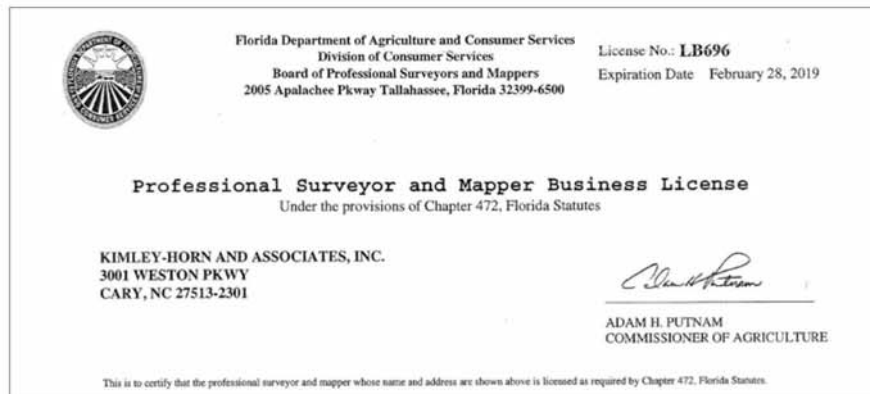 Florida Department of Agriculture and Consumer Services
Division of Consumer Services
Board of Professional Surveyors and Mappers
2005 Apalachee Pkway Tallahassee, Florida 32399-6500
License No.: LB696
Expiration Date February 28, 2019
Professional Surveyor and Mapper Business License
Under the provisions of Chapter 472, Florida Statutes
KIMLEY-HORN AND ASSOCIATES, INC.
3001 WESTON PKWY
CARY, NC 27513-2301
ADAM H. PUTNAM
COMMISSIONER OF AGRICULTURE
This is to certify that the professional surveyor and mapper whose name and address are shown above is licensed as required by Chapter 472, Florida Statutes.